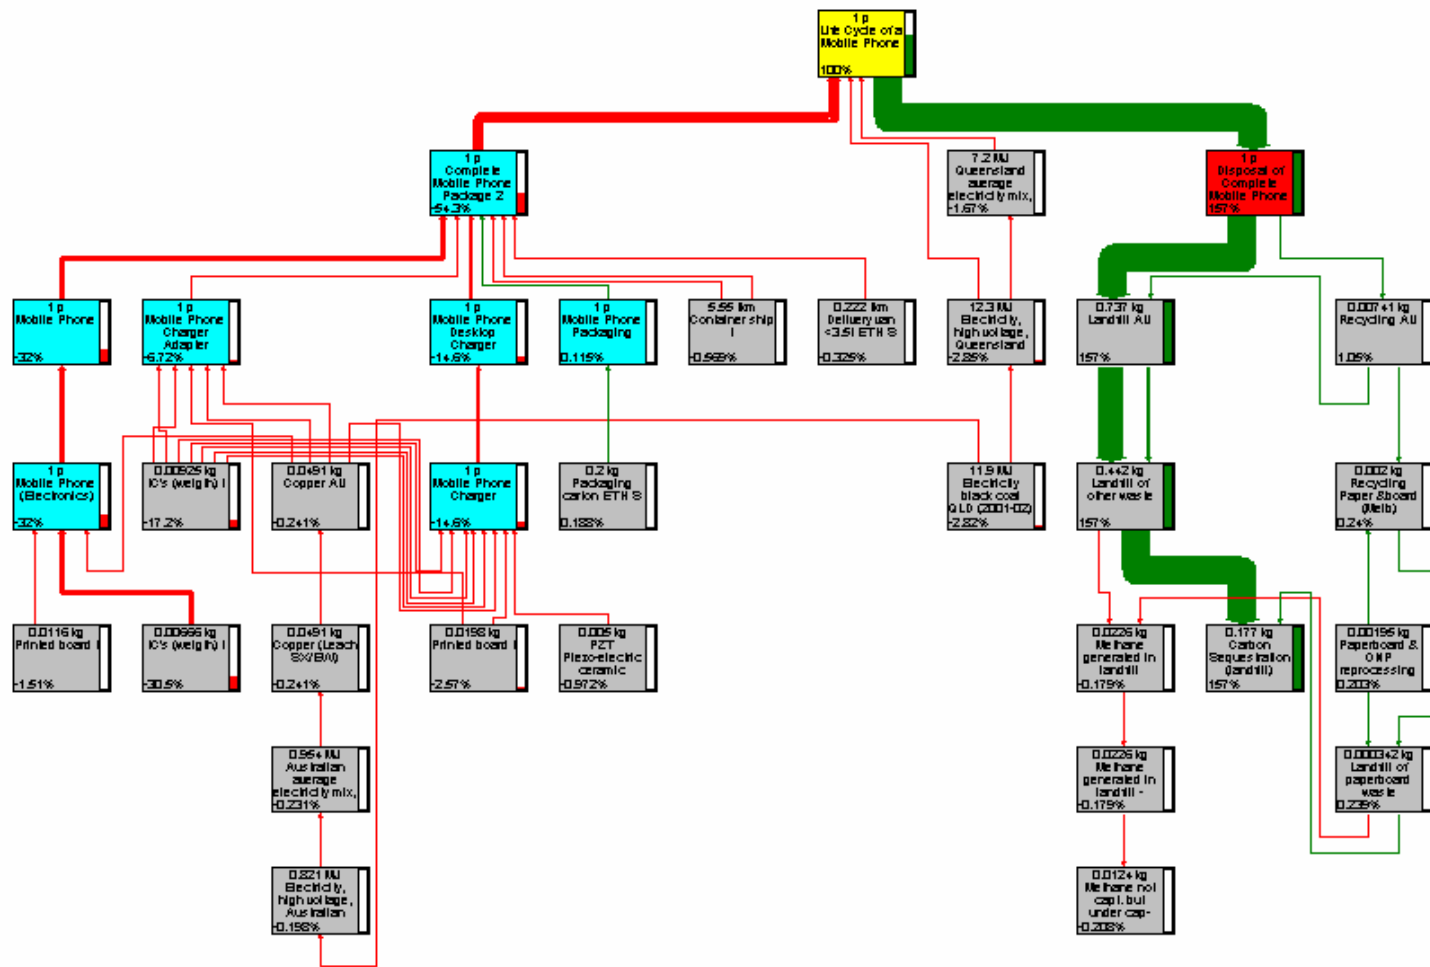 1 p
Life Cycle of a
Mobile Phone
100%
1 p
Complete
Mobile Phone
Package 2
-54.3%
7.2 MJ
Queensland
average
electricity mix,
-1.67%
1 p
Disposal of
Complete
Mobile Phone
157%
1 p
Mobile Phone
-32%
1 p
Mobile Phone
Charger
Adapter
-6.72%
1 p
Mobile Phone
Desktop
Charger
-14.6%
1 p
Mobile Phone
Packaging
0.115%
5.95 tkm
Container ship
I
-0.569%
0.222 tkm
Delivery van
<3.5t ETH S
-0.325%
12.3 MJ
Electricity,
high voltage,
Queensland
-2.85%
0.737 kg
Landfill AU
157%
0.00741 kg
Recycling AU
1.05%
1 p
Mobile Phone
(Electronics)
-32%
0.00925 kg
IC's (weigth) I
-17.2%
0.0491 kg
Copper AU
-0.241%
1 p
Mobile Phone
Charger
-14.6%
0.2 kg
Packaging
carton ETH S
0.188%
11.9 MJ
Electricity
black coal
QLD (2001-02)
-2.82%
0.442 kg
Landfill of
other waste
157%
0.002 kg
Recycling
Paper &board
(Melb)
0.24%
0.0116 kg
Printed board I
-1.51%
0.00666 kg
IC's (weigth) I
-30.5%
0.0491 kg
Copper (Leach
SX/EW)
-0.241%
0.0198 kg
Printed board I
-2.57%
0.005 kg
PZT
Piezo-electric
ceramic
-0.972%
0.0226 kg
Methane
generated in
landfill
-0.179%
0.177 kg
Carbon
Sequestration
(landfill)
157%
0.00195 kg
Paperboard &
ONP
reprocessing
0.203%
0.954 MJ
Australian
average
electricity mix,
-0.231%
0.0226 kg
Methane
generated in
landfill -
-0.179%
0.000342 kg
Landfill of
paperboard
waste
0.239%
0.821 MJ
Electricity,
high voltage,
Australian
-0.198%
0.0124 kg
Methane not
capt. but
under cap-
-0.208%